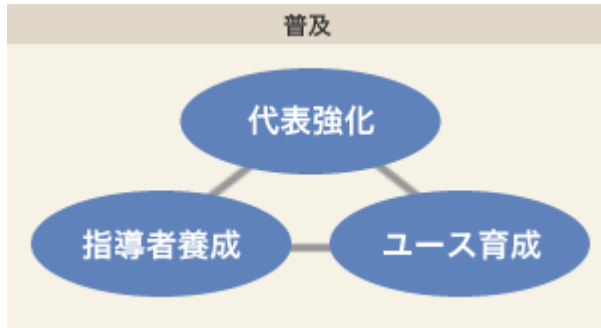 普及
代表強化
指導者養成
ユース育成